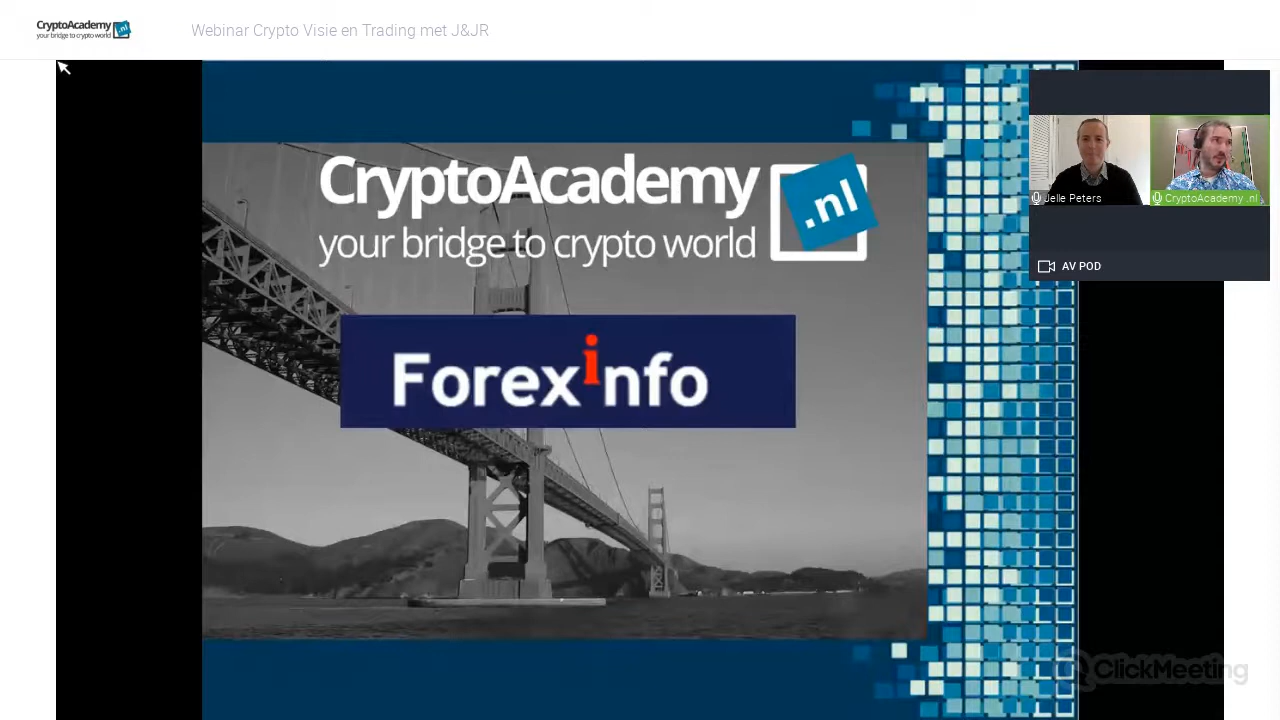 CryptoAcademy .nl
your bridge to crypto world
Webinar Crypto Visie en Trading met J&JR
CryptoAcademy .nl
your bridge to crypto world
Forexinfo
Jelle Peters
CryptoAcademy .nl
AV POD
ClickMeeting